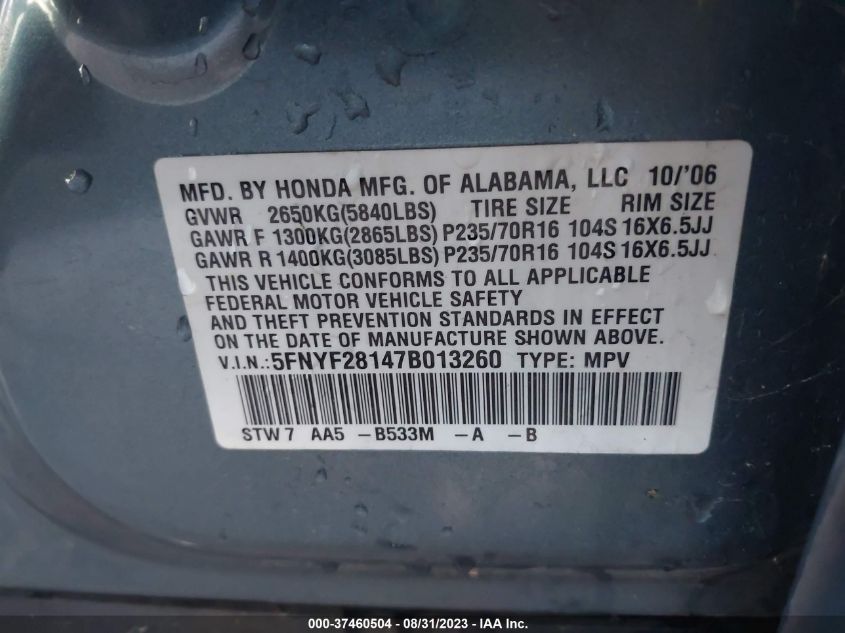 MFD. BY HONDA MFG. OF ALABAMA, LLC 10/'06
GVWR 2650KG(5840LBS) TIRE SIZE RIM SIZE
GAWR F 1300KG(2865LBS) P235/70R16 104S 16X6.5JJ
GAWR R 1400KG(3085LBS) P235/70R16 104S 16X6.5JJ
THIS VEHICLE CONFORMS TO ALL APPLICABLE
FEDERAL MOTOR VEHICLE SAFETY
AND THEFT PREVENTION STANDARDS IN EFFECT
ON THE DATE OF MANUFACTURE SHOWN ABOVE.
V.I.N.:5FNYF28147B013260 TYPE: MPV
STW7 AA5 -B533M -A -B
000-37460504 - 08/31/2023 - IAA Inc.